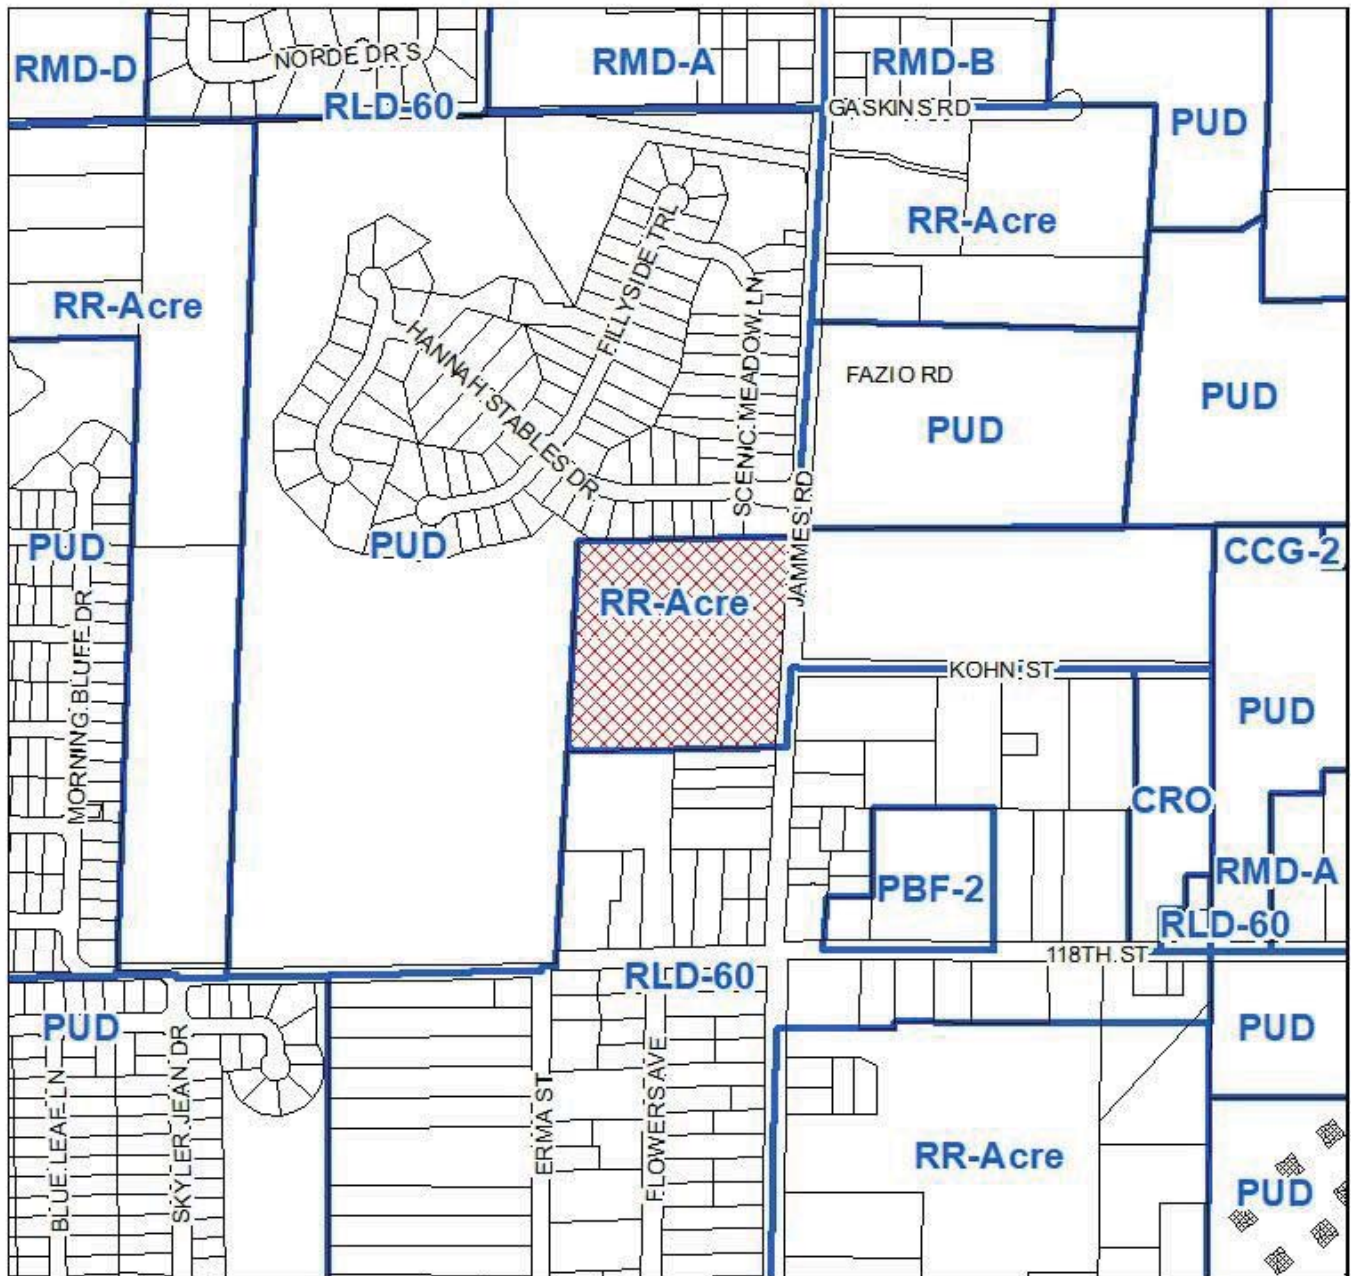 NORDE DR S
RMD-D
RMD-A
RMD-B
RLD-60
GASKINS RD
PUD
RR-Acre
FILLYSIDE TRL
SCENIC MEADOW LN
RR-Acre
HANNAH STABLES DR
FAZIO RD
PUD
PUD
JAMMES RD
PUD
PUD
CCG-2
RR-Acre
MORNING BLUFF DR
KOHN ST
PUD
CRO
PBF-2
RMD-A
RLD-60
118TH ST
RLD-60
PUD
PUD
BLUE LEAF LN
SKYLER JEAN DR
ERMA ST
FLOWERS AVE
RR-Acre
PUD